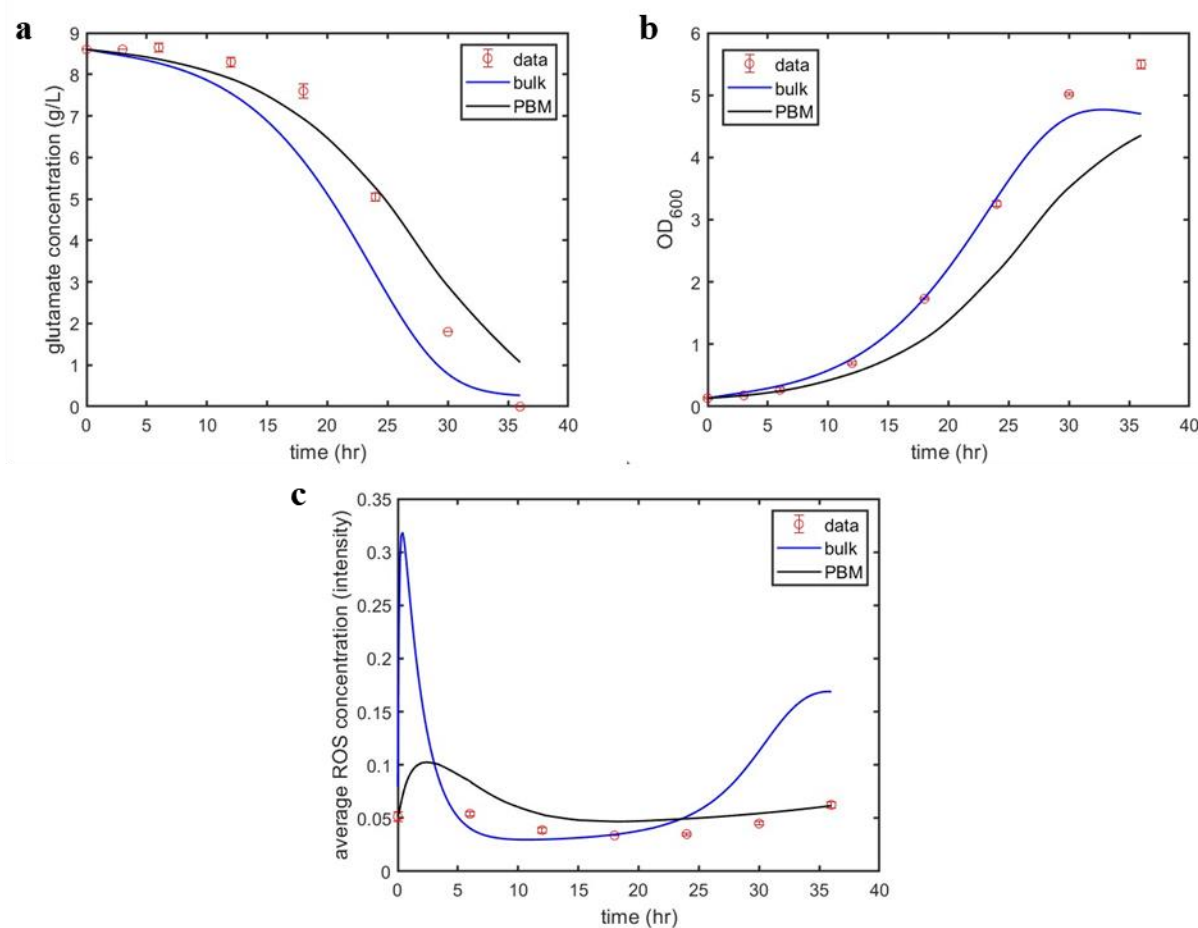 a
9
8
7
6
5
4
3
2
1
0
glutamate concentration (g/L)
data
bulk
PBM
0 5 10 15 20 25 30 35 40
time (hr)
b
6
5
4
3
2
1
0
OD600
data
bulk
PBM
0 5 10 15 20 25 30 35 40
time (hr)
c
0.35
0.3
0.25
0.2
0.15
0.1
0.05
0
average ROS concentration (intensity)
data
bulk
PBM
0 5 10 15 20 25 30 35 40
time (hr)